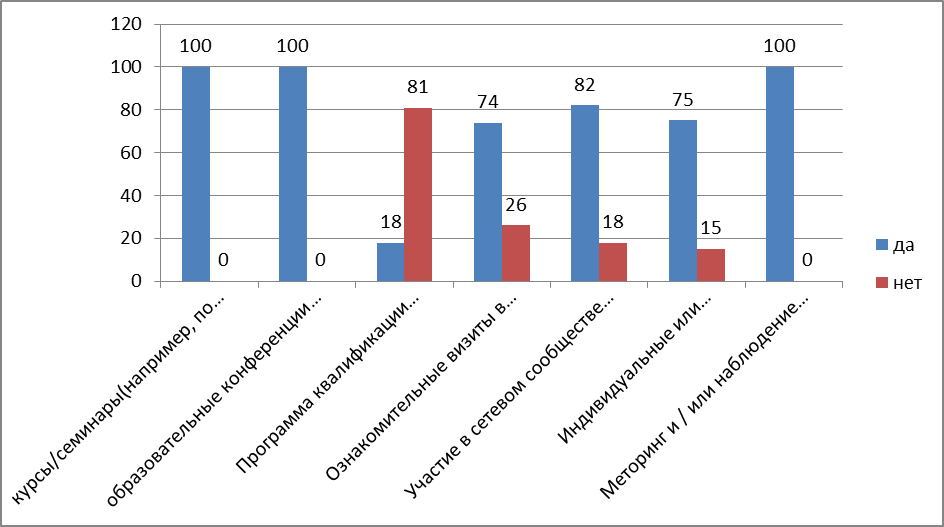 120
100
80
60
40
20
0
100
0
100
0
18
81
74
26
82
18
75
15
100
0
да
нет
курсы/семинары(например, по...
образовательные конференции...
Программа квалификации...
Ознакомительные визиты в...
Участие в сетевом сообществе...
Индивидуальные или...
Меторинг и / или наблюдение...